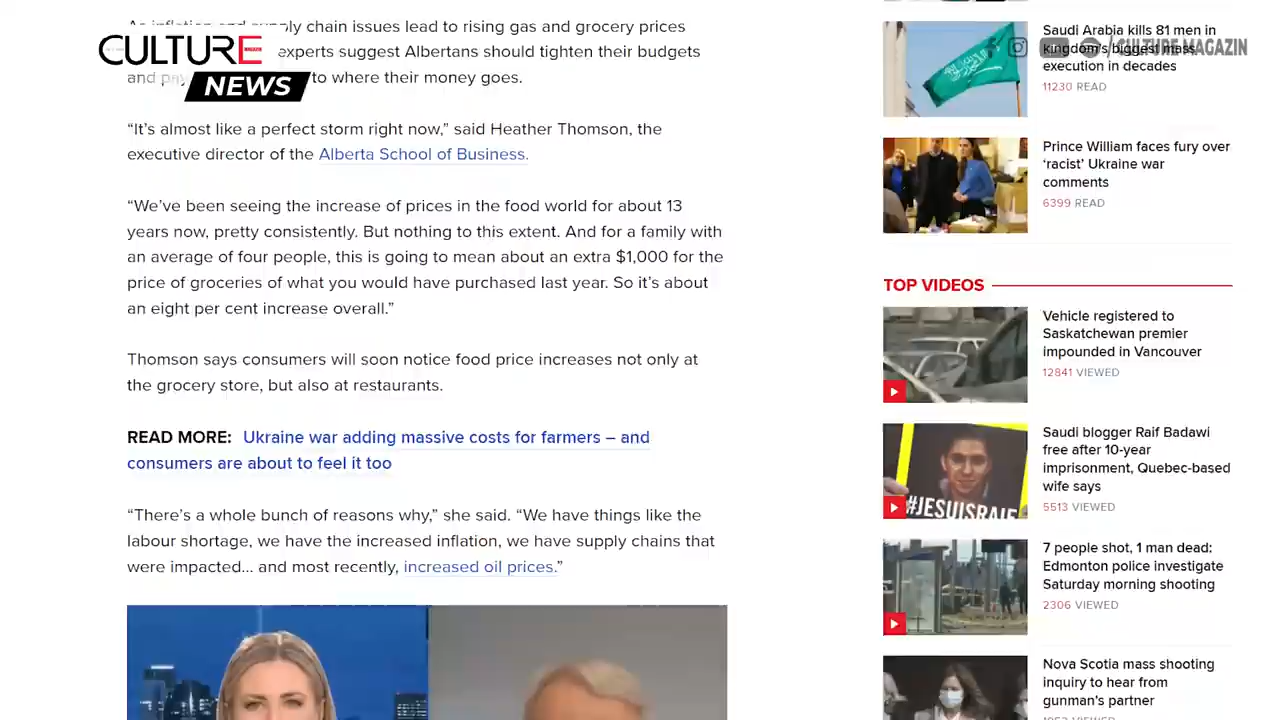 supply chain issues lead to rising gas and grocery prices
experts suggest Albertans should tighten their budgets
and to where their money goes.
CULTURE
NEWS
“It’s almost like a perfect storm right now,” said Heather Thomson, the
executive director of the Alberta School of Business.
“We’ve been seeing the increase of prices in the food world for about 13
years now, pretty consistently. But nothing to this extent. And for a family with
an average of four people, this is going to mean about an extra $1,000 for the
price of groceries of what you would have purchased last year. So it’s about
an eight per cent increase overall.”
Thomson says consumers will soon notice food price increases not only at
the grocery store, but also at restaurants.
READ MORE: Ukraine war adding massive costs for farmers – and
consumers are about to feel it too
“There’s a whole bunch of reasons why,” she said. “We have things like the
labour shortage, we have the increased inflation, we have supply chains that
were impacted… and most recently, increased oil prices.”
Saudi Arabia kills 81 men in
kingdom’s biggest mass
execution in decades
11230 READ
/CULTURE MAGAZIN
Prince William faces fury over
‘racist’ Ukraine war
comments
6399 READ
TOP VIDEOS
Vehicle registered to
Saskatchewan premier
impounded in Vancouver
12841 VIEWED
Saudi blogger Raif Badawi
free after 10-year
imprisonment, Quebec-based
wife says
5513 VIEWED
#JESUISRAIF
7 people shot, 1 man dead:
Edmonton police investigate
Saturday morning shooting
2306 VIEWED
Nova Scotia mass shooting
inquiry to hear from
gunman’s partner